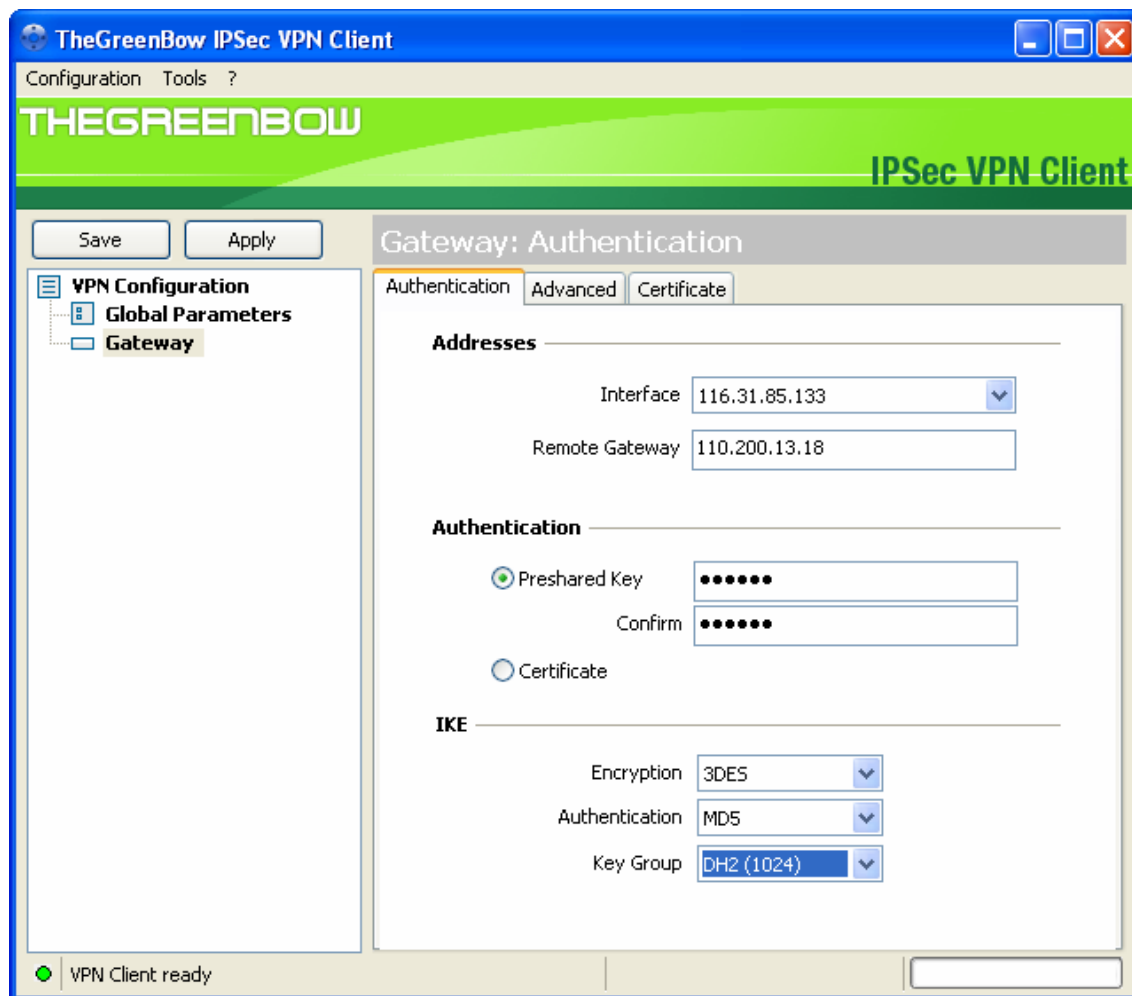 TheGreenBow IPSec VPN Client
Configuration Tools ?
THEGREENBOW
IPSec VPN Client
Save Apply
Gateway: Authentication
VPN Configuration
Global Parameters
Gateway
Authentication Advanced Certificate
Addresses
Interface 116.31.85.133
Remote Gateway 110.200.13.18
Authentication
Preshared Key ●●●●●●
Confirm ●●●●●●
Certificate
IKE
Encryption 3DES
Authentication MD5
Key Group DH2 (1024)
VPN Client ready